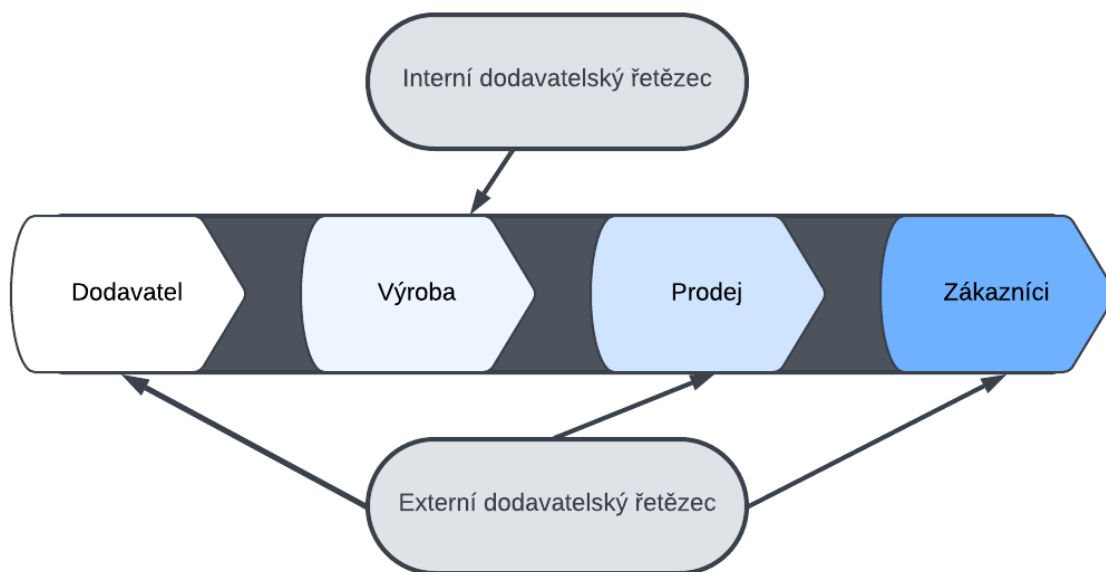 Interní dodavatelský řetězec
Dodavatel
Výroba
Prodej
Zákazníci
Externí dodavatelský řetězec